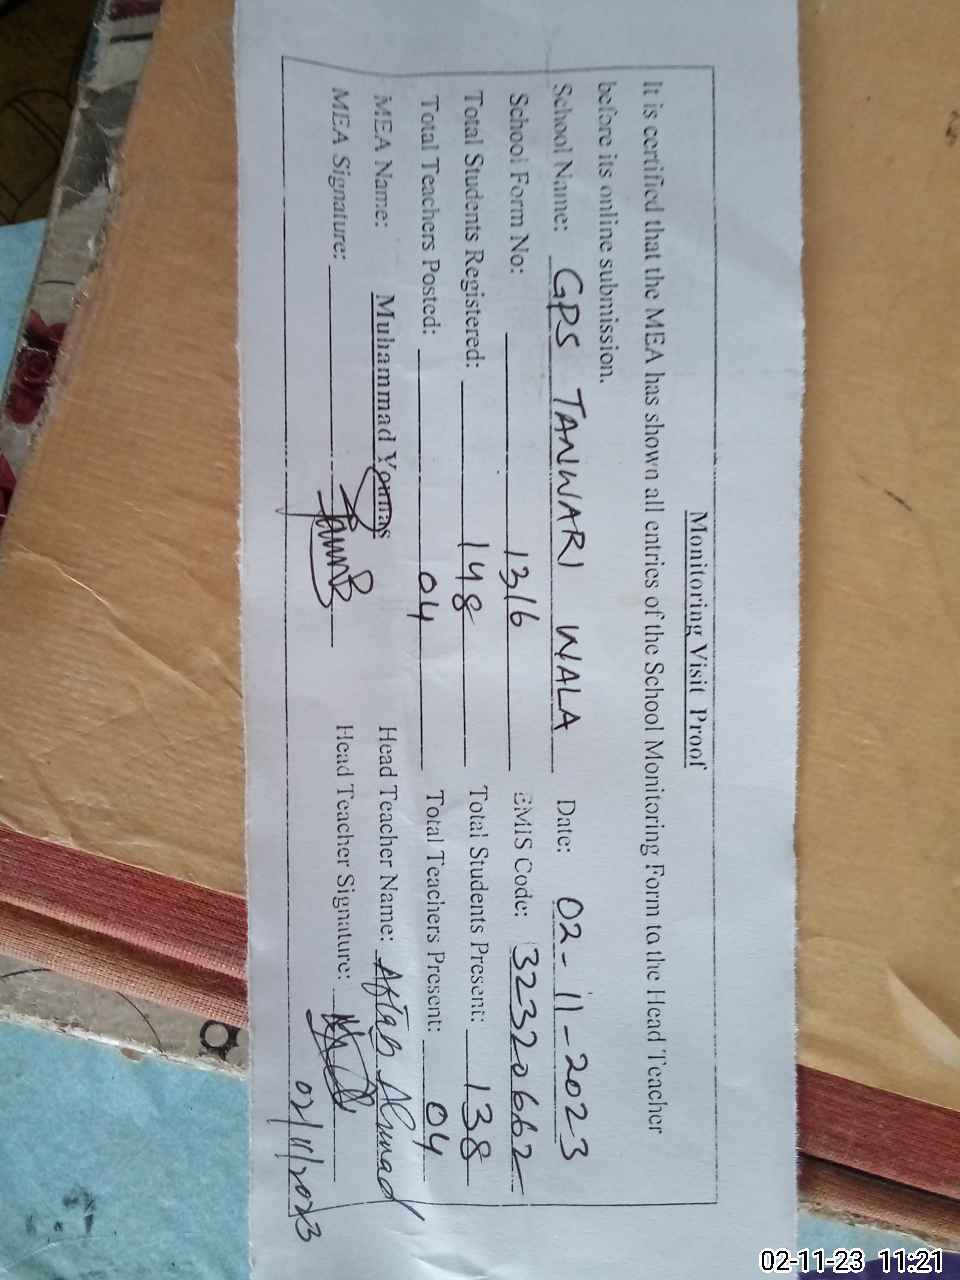 Monitoring Visit Proof
It is certified that the MEA has shown all entries of the School Monitoring Form to the Head Teacher
before its online submission.
School Name: GPS TANWARI WALA Date: 02-11-2023
School Form No: 1316 EMIS Code: 32320662
Total Students Registered: 148 Total Students Present: 138
Total Teachers Posted: 04 Total Teachers Present: 04
MEA Name: Muhammad Younas Head Teacher Name: Aftab Ahmad
MEA Signature: Head Teacher Signature:
02/11/2023
02-11-23 11:21